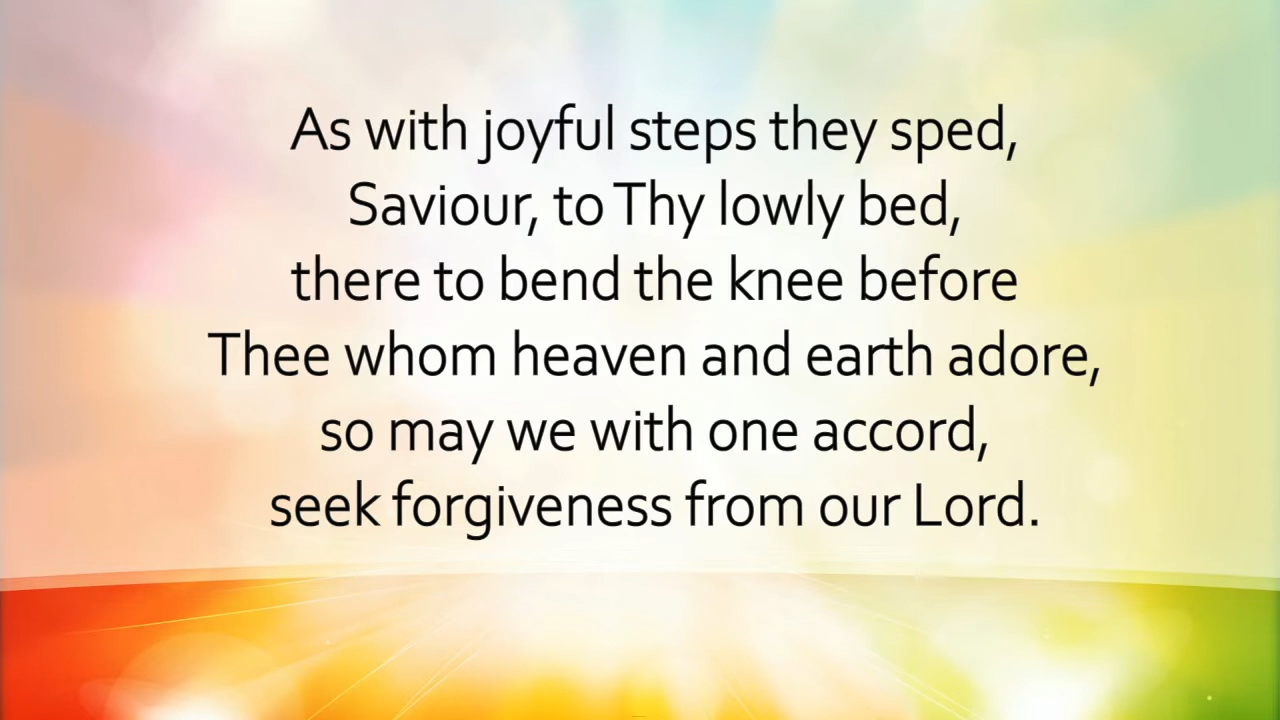 As with joyful steps they sped,
Saviour, to Thy lowly bed,
there to bend the knee before
Thee whom heaven and earth adore,
so may we with one accord,
seek forgiveness from our Lord.